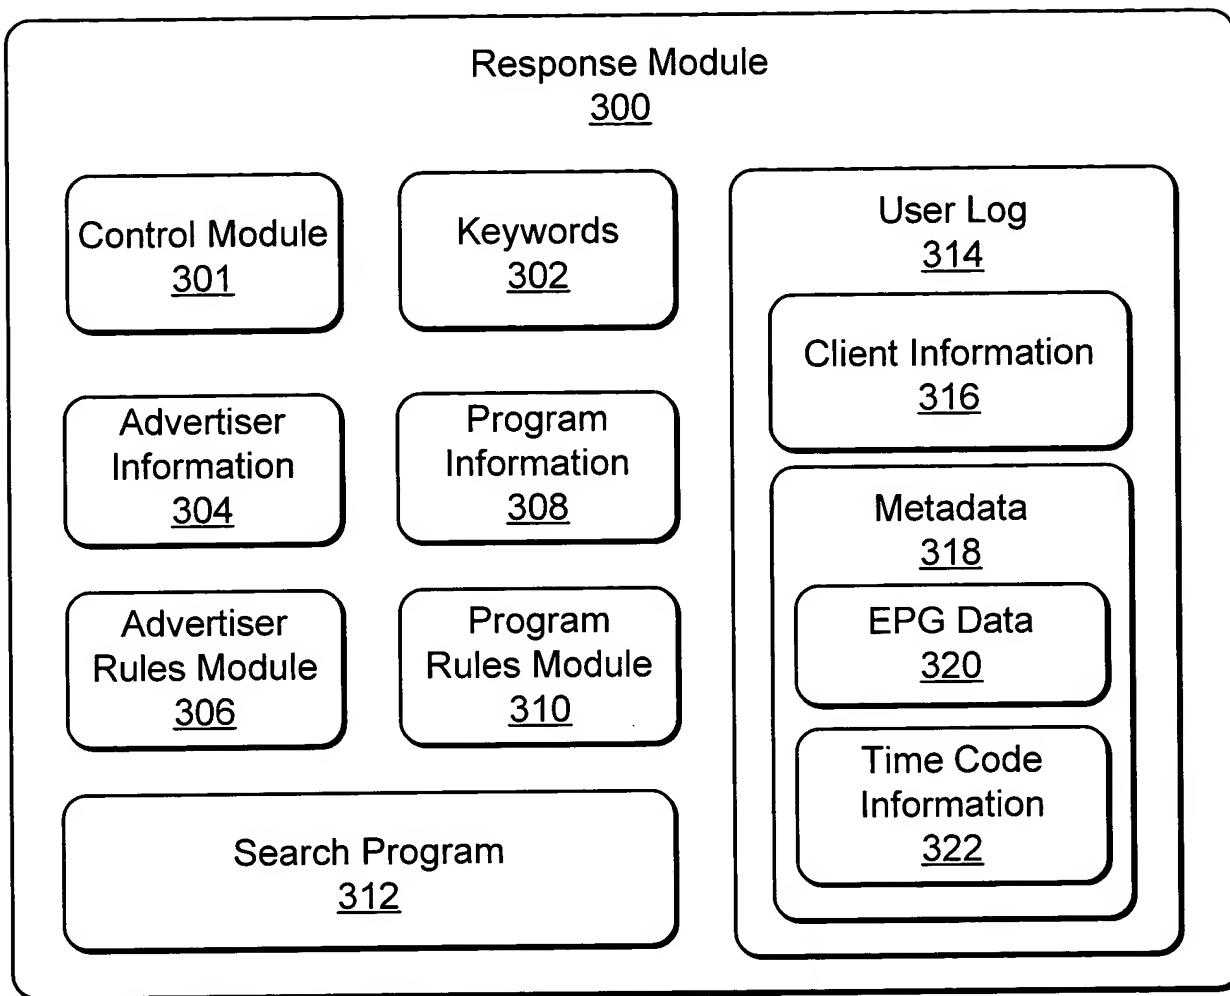 Response Module
300
Control Module
301
Keywords
302
Advertiser
Information
304
Program
Information
308
Advertiser
Rules Module
306
Program
Rules Module
310
Search Program
312
User Log
314
Client Information
316
Metadata
318
EPG Data
320
Time Code
Information
322